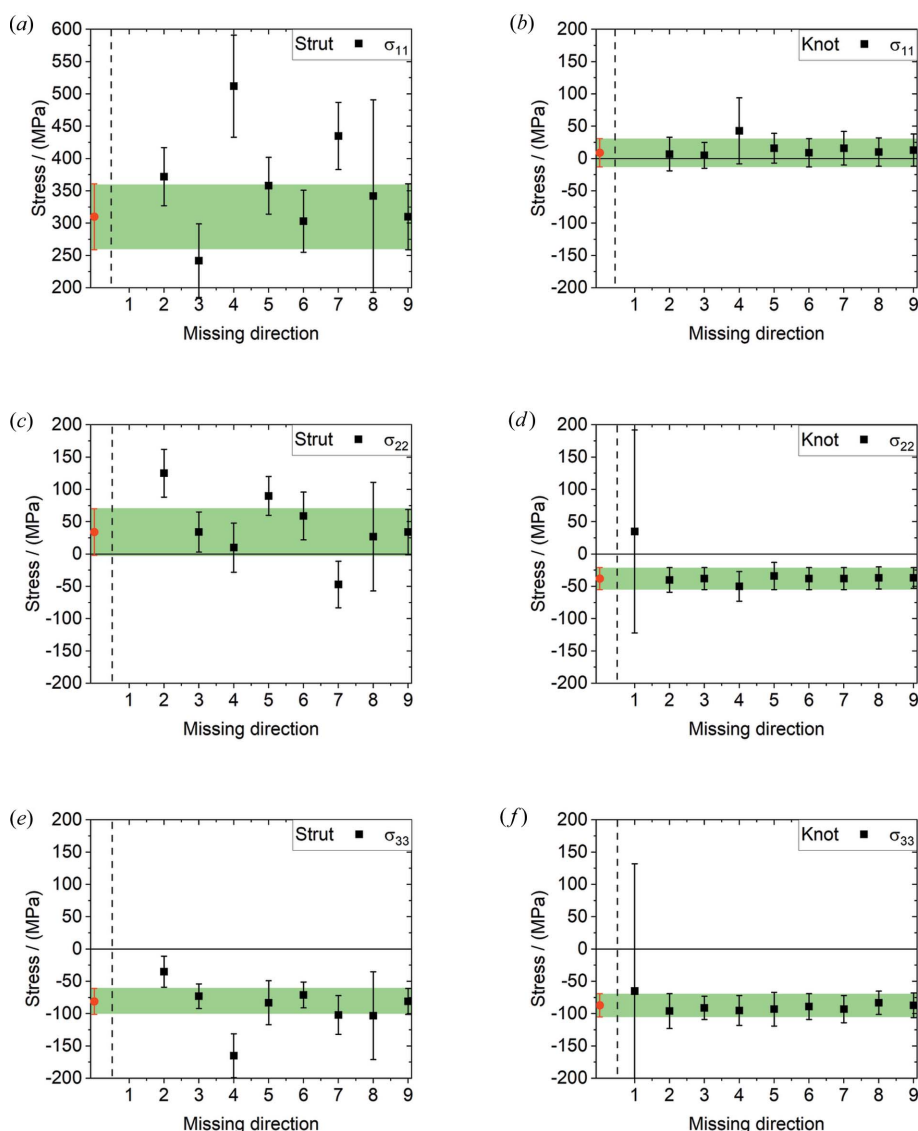 (a)
Strut ■ σ11
Stress / (MPa)
600
550
500
450
400
350
300
250
200
1 2 3 4 5 6 7 8 9
Missing direction
(b)
Knot ■ σ11
Stress / (MPa)
200
150
100
50
0
-50
-100
-150
-200
1 2 3 4 5 6 7 8 9
Missing direction
(c)
Strut ■ σ22
Stress / (MPa)
200
150
100
50
0
-50
-100
-150
-200
1 2 3 4 5 6 7 8 9
Missing direction
(d)
Knot ■ σ22
Stress / (MPa)
200
150
100
50
0
-50
-100
-150
-200
1 2 3 4 5 6 7 8 9
Missing direction
(e)
Strut ■ σ33
Stress / (MPa)
200
150
100
50
0
-50
-100
-150
-200
1 2 3 4 5 6 7 8 9
Missing direction
(f)
Knot ■ σ33
Stress / (MPa)
200
150
100
50
0
-50
-100
-150
-200
1 2 3 4 5 6 7 8 9
Missing direction